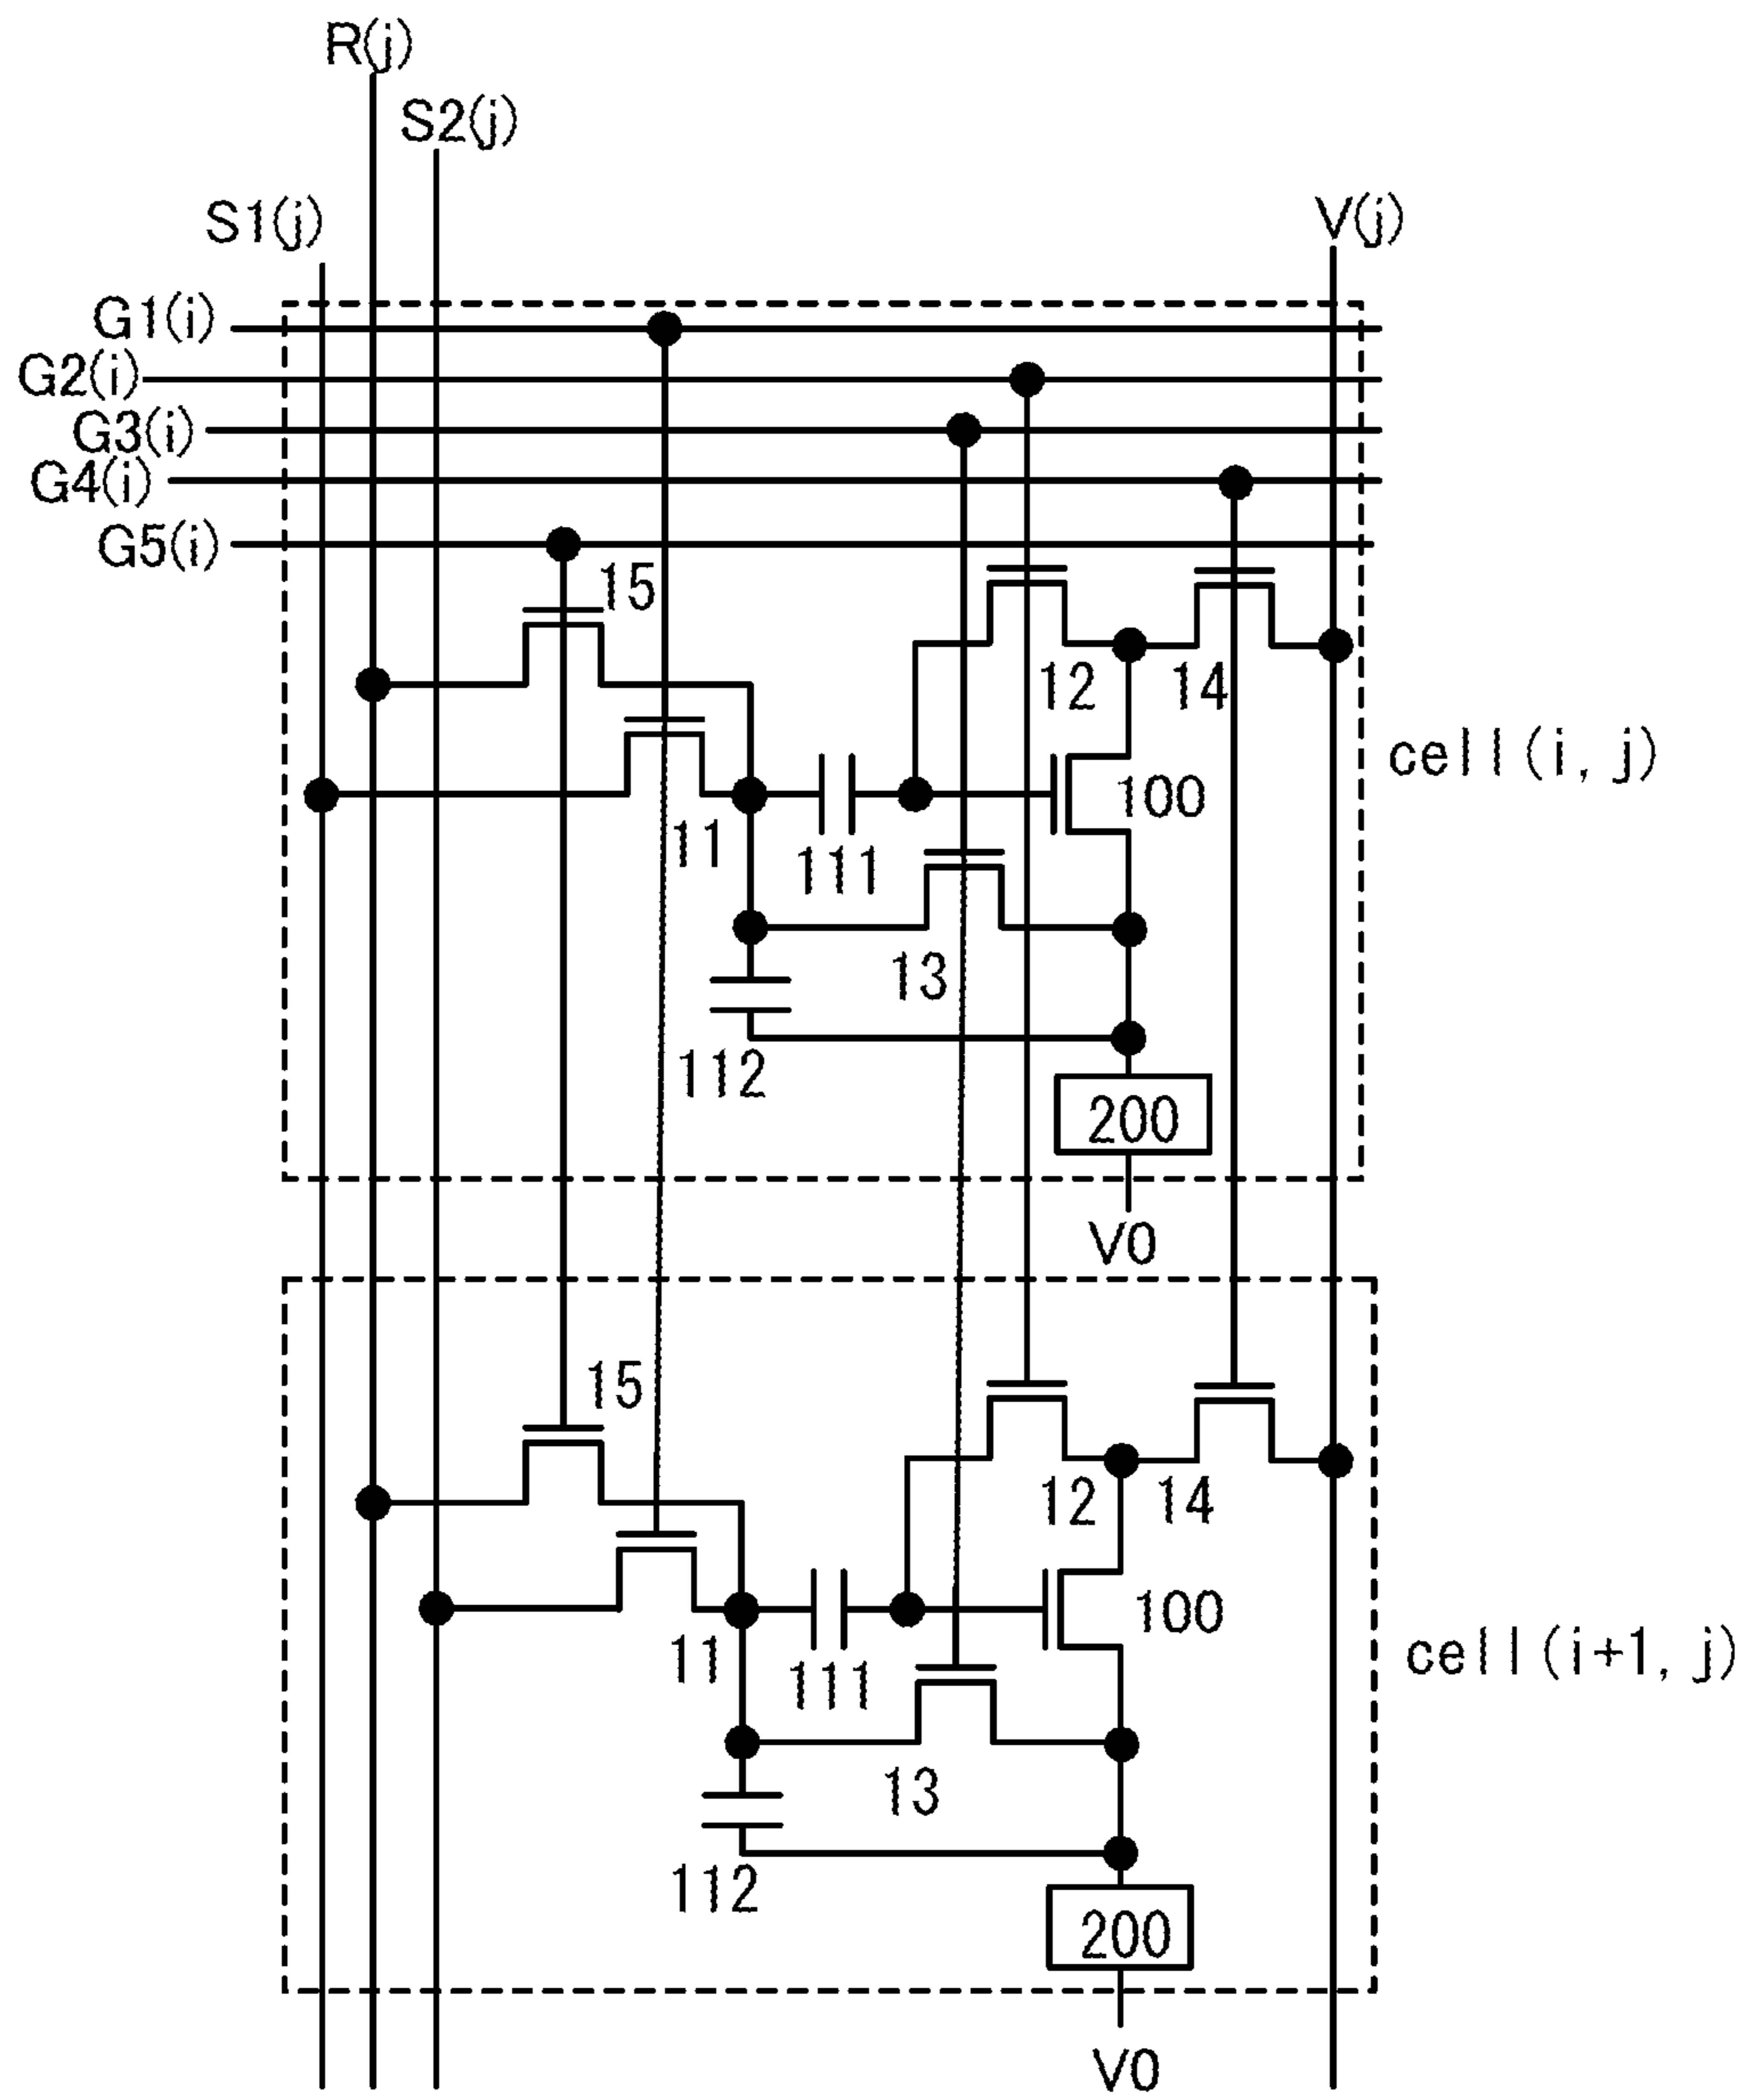 R(j)
S2(j)
S1(j)
V(j)
G1(i)
G2(i)
G3(i)
G4(i)
G5(i)
15
12
14
cell(i, j)
100
11
111
13
112
200
V0
15
12
14
100
11
111
cell(i+1, j)
13
112
200
V0